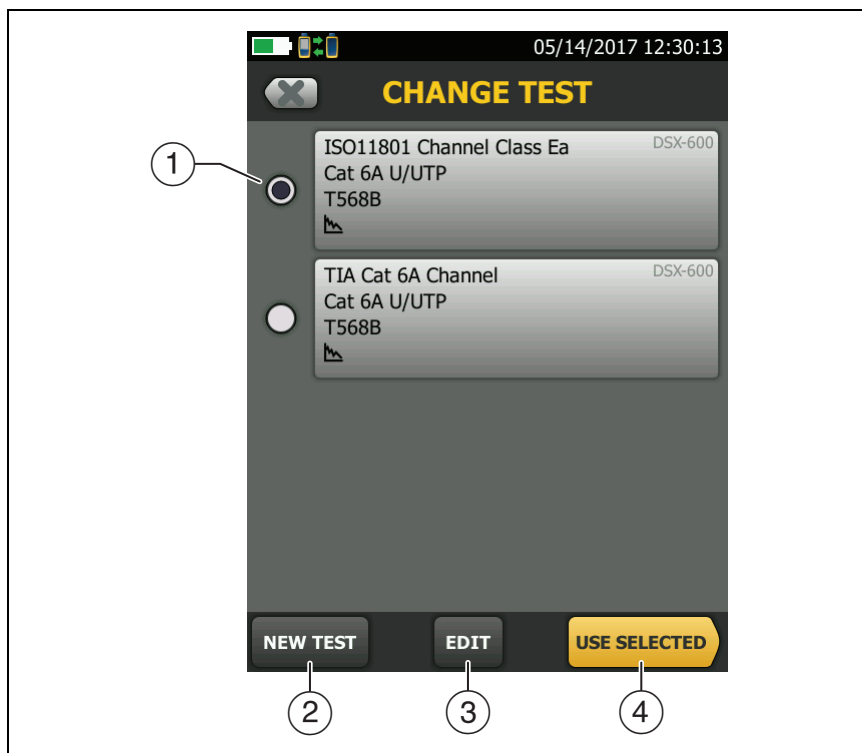 05/14/2017 12:30:13
CHANGE TEST
1
ISO11801 Channel Class Ea DSX-600
Cat 6A U/UTP
T568B
TIA Cat 6A Channel DSX-600
Cat 6A U/UTP
T568B
NEW TEST EDIT USE SELECTED
2 3 4